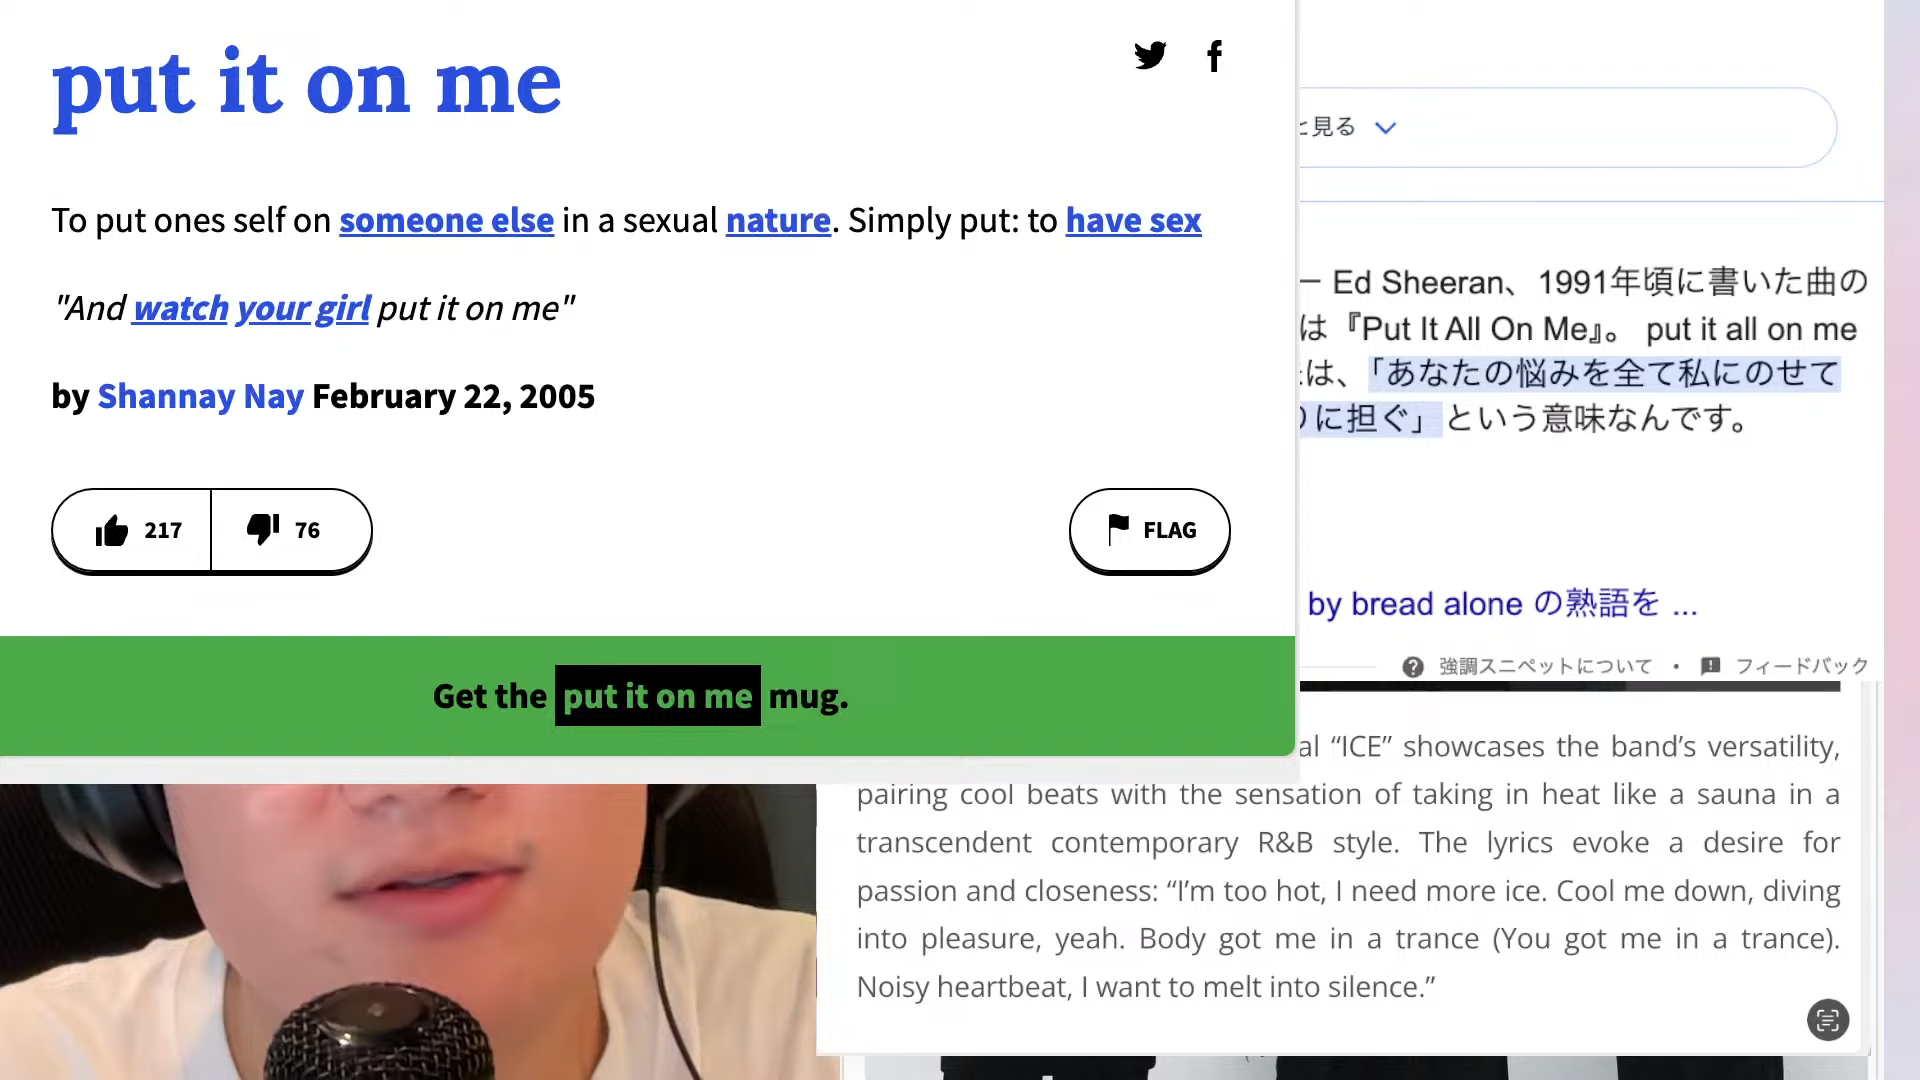 put it on me
To put ones self on someone else in a sexual nature. Simply put: to have sex
"And watch your girl put it on me"
by Shannay Nay February 22, 2005
217
76
FLAG
Get the put it on me mug.
見る
ー Ed Sheeran、1991年頃に書いた曲の
は『Put It All On Me』。 put it all on me
は、「あなたの悩みを全て私にのせて
に担ぐ」という意味なんです。
by bread alone の熟語を ...
強調スニペットについて • フィードバック
al “ICE” showcases the band’s versatility,
pairing cool beats with the sensation of taking in heat like a sauna in a
transcendent contemporary R&B style. The lyrics evoke a desire for
passion and closeness: “I’m too hot, I need more ice. Cool me down, diving
into pleasure, yeah. Body got me in a trance (You got me in a trance).
Noisy heartbeat, I want to melt into silence.”